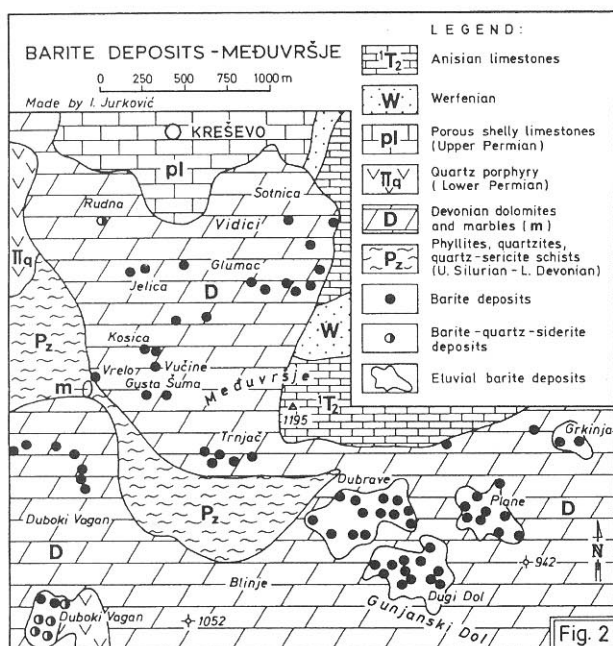 BARITE DEPOSITS - MEĐUVRŠJE
0 250 500 1000 m
Made by I. Jurković
KREŠEVO
pl
Sotnica
Rudna
Vidici
πq
Glumac
Jelica
D
Pz
Kosica
W
Vrelo
Vučine
m
Gusta Šuma
Međuvršje
¹T₂
1195
Trnjač
Grkinja
Dubrave
Plane
Duboki Vagan
Pz
D
D
N
Blinje
942
Dugi Dol
Duboki Vagan
1052
Gunjanski Dol
Fig. 2
LEGEND:
¹T₂ Anisian limestones
W Werfenian
pl Porous shelly limestones
(Upper Permian)
πq Quartz porphyry
(Lower Permian)
D Devonian dolomites
and marbles (m)
Pz Phyllites, quartzites,
quartz-sericite schists
(U. Silurian - L. Devonian)
Barite deposits
Barite-quartz-siderite
deposits
Eluvial barite deposits